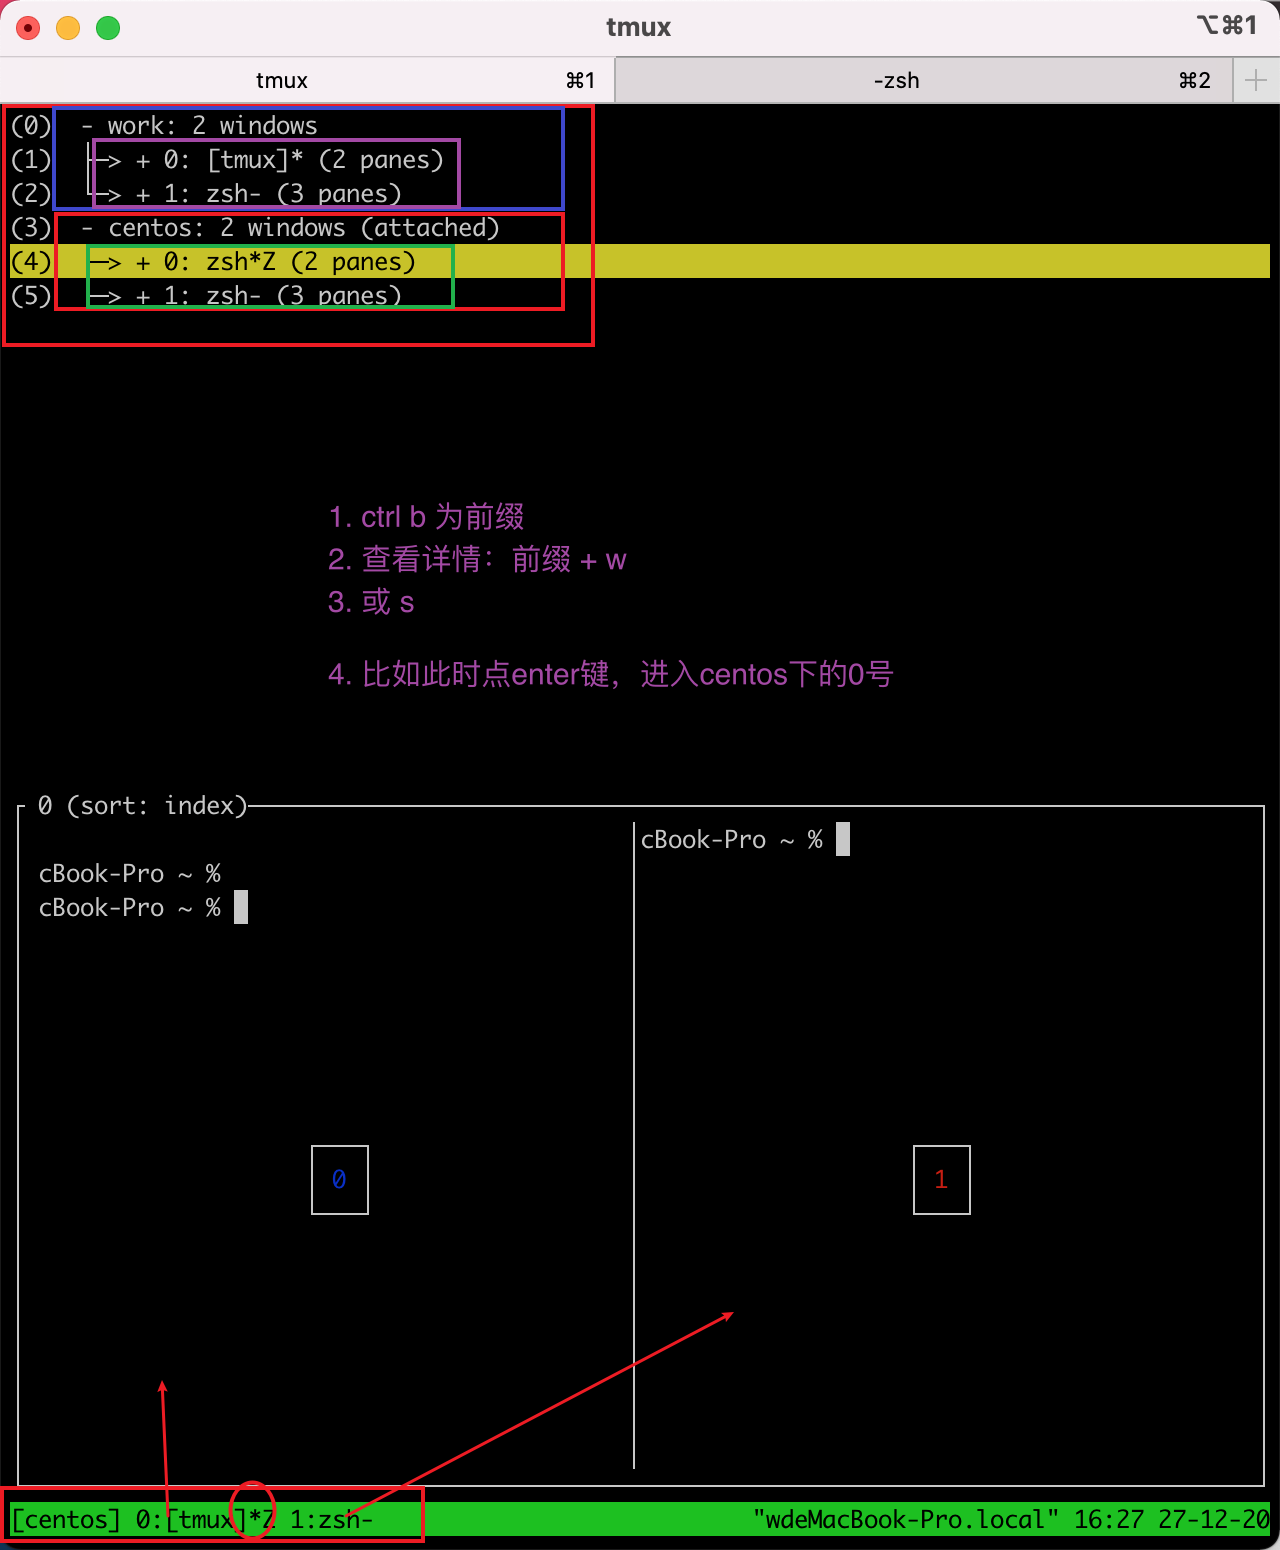 tmux
⌥⌘1
tmux ⌘1
-zsh ⌘2
(0) - work: 2 windows
(1) ├─> + 0: [tmux]* (2 panes)
(2) └─> + 1: zsh- (3 panes)
(3) - centos: 2 windows (attached)
(4) ├─> + 0: zsh*Z (2 panes)
(5) ├─> + 1: zsh- (3 panes)
1. ctrl b 为前缀
2. 查看详情：前缀 + w
3. 或 s
4. 比如此时点enter键，进入centos下的0号
0 (sort: index)
cBook-Pro ~ %
cBook-Pro ~ %
cBook-Pro ~ %
0
1
[centos] 0:[tmux]*Z 1:zsh- "wdeMacBook-Pro.local" 16:27 27-12-20